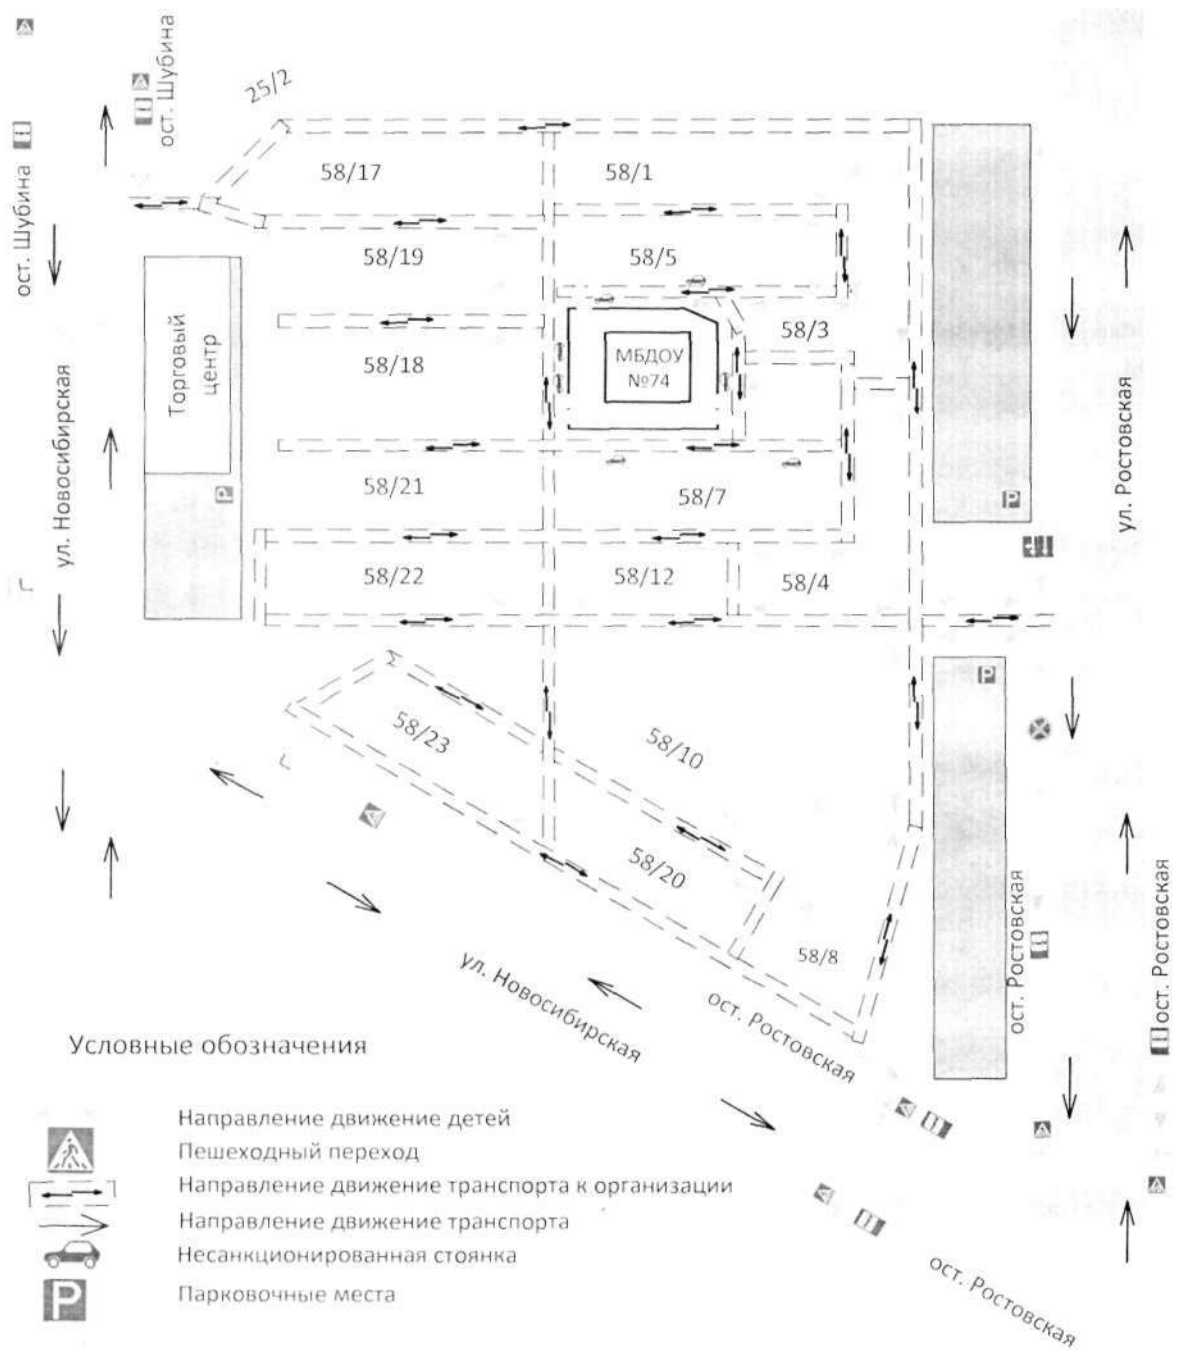 25/2
ост. Шубина
ост. Шубина
58/17
58/1
58/19
58/5
58/3
58/18
МБДОУ
№74
Торговый
центр
ул. Новосибирская
ул. Ростовская
58/21
58/7
P
P
58/22
58/12
58/4
P
58/23
58/10
58/20
58/8
ост. Ростовская
ост. Ростовская
ул. Новосибирская
ост. Ростовская
ост. Ростовская
Условные обозначения
Направление движение детей
Пешеходный переход
Направление движение транспорта к организации
Направление движение транспорта
Несанкционированная стоянка
P Парковочные места